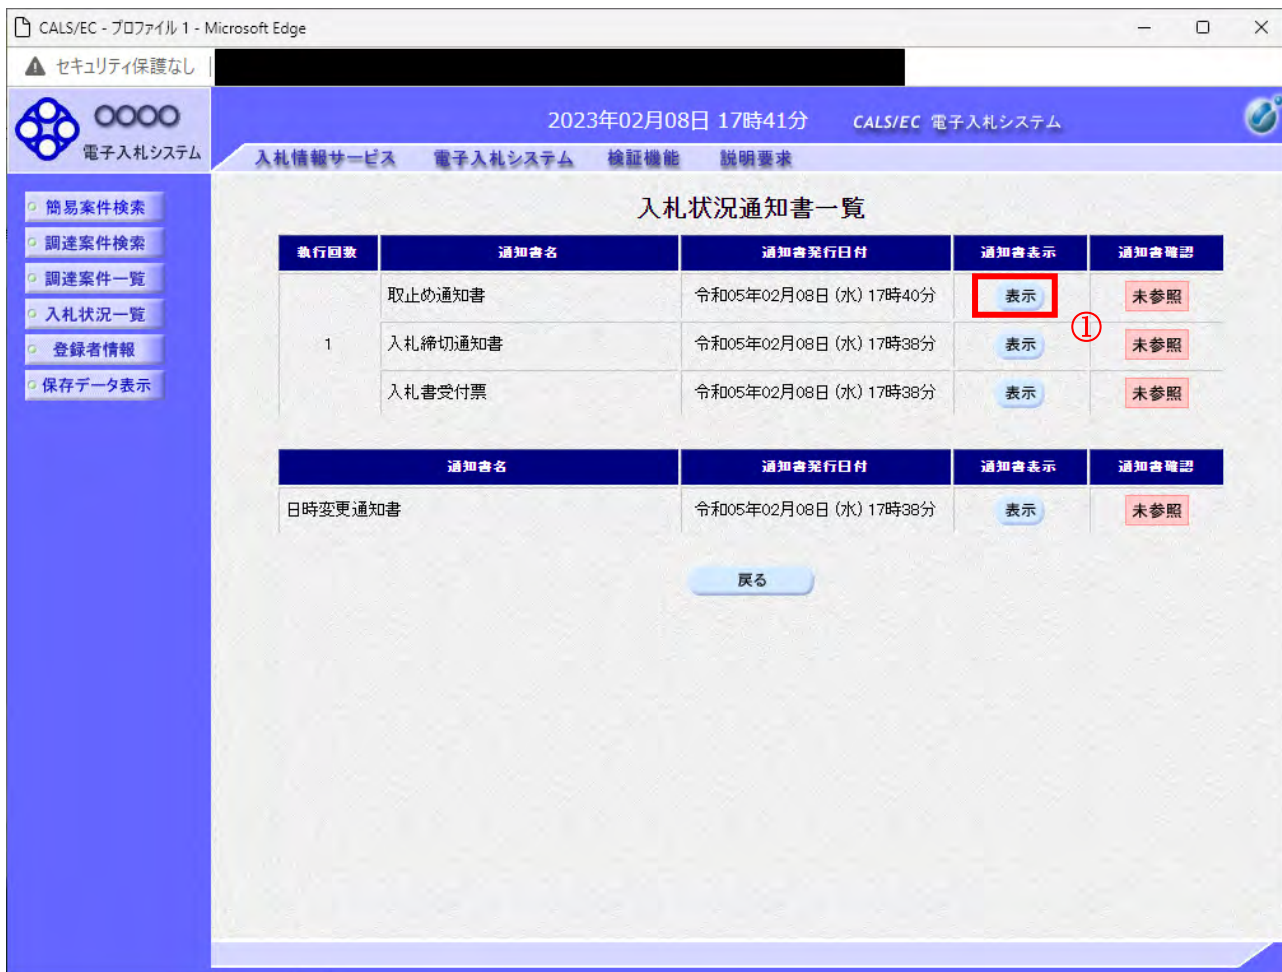 CALS/EC - プロファイル 1 - Microsoft Edge
セキュリティ保護なし
OOOO
電子入札システム
2023年02月08日 17時41分 CALS/EC 電子入札システム
入札情報サービス 電子入札システム 検証機能 説明要求
簡易案件検索
調達案件検索
調達案件一覧
入札状況一覧
登録者情報
保存データ表示
入札状況通知書一覧
執行回数 通知書名 通知書発行日付 通知書表示 通知書確認
取止め通知書 令和05年02月08日 (水) 17時40分 表示 未参照
①
1 入札締切通知書 令和05年02月08日 (水) 17時38分 表示 未参照
入札書受付票 令和05年02月08日 (水) 17時38分 表示 未参照
通知書名 通知書発行日付 通知書表示 通知書確認
日時変更通知書 令和05年02月08日 (水) 17時38分 表示 未参照
戻る